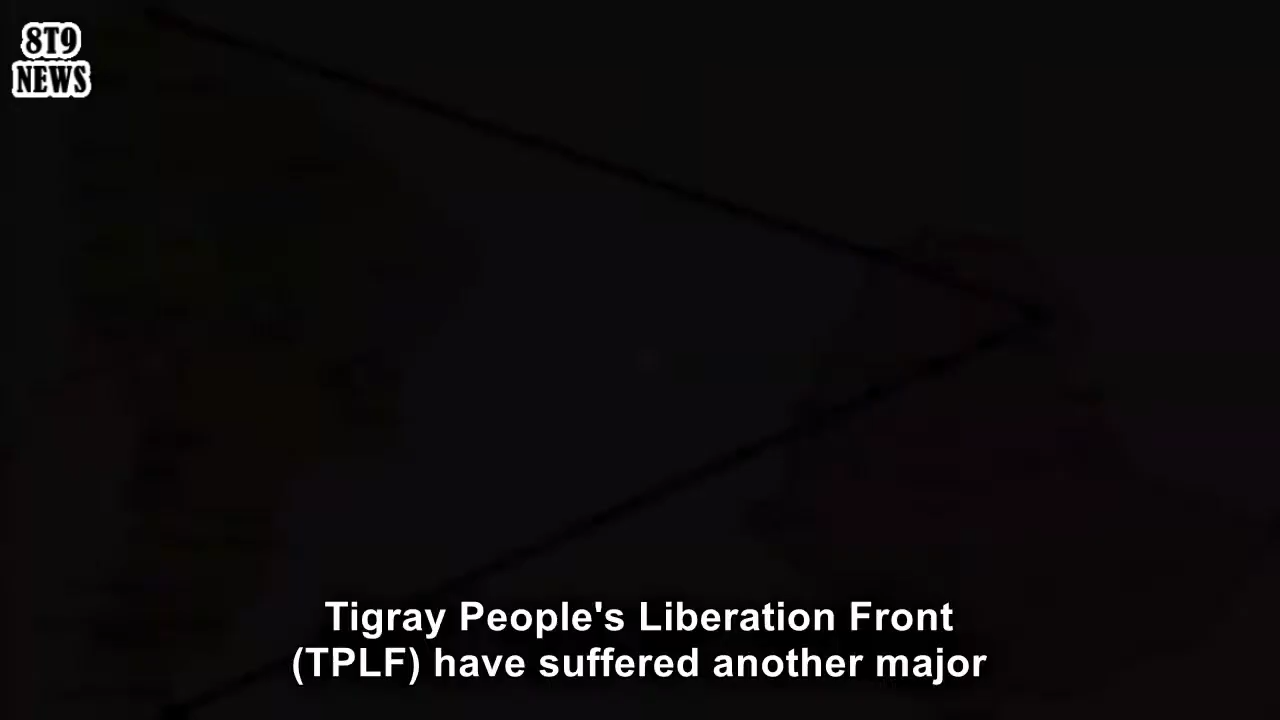 8T9
NEWS
Tigray People's Liberation Front
(TPLF) have suffered another major